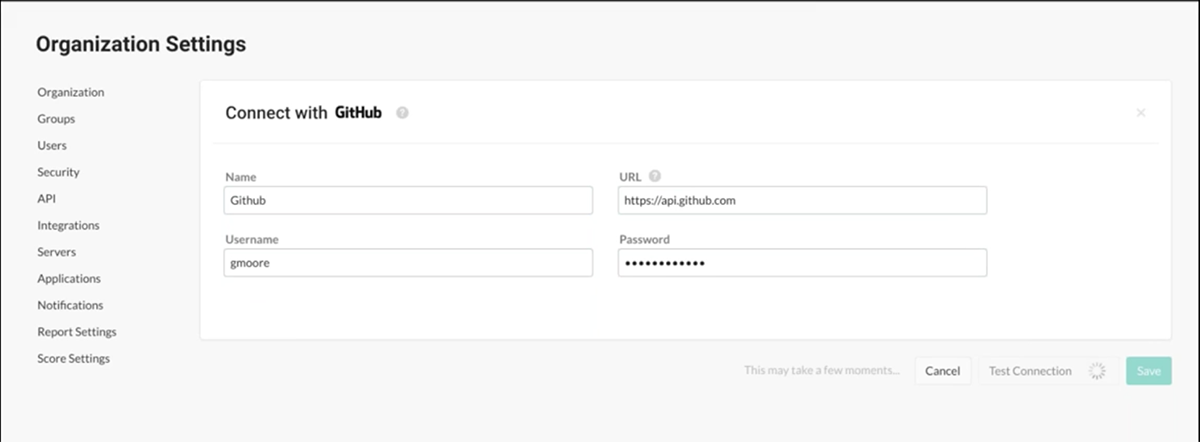 Organization Settings
Organization
Groups
Users
Security
API
Integrations
Servers
Applications
Notifications
Report Settings
Score Settings
Connect with GitHub ?
×
Name
Github
URL ?
https://api.github.com
Username
gmoore
Password
••••••••••••
This may take a few moments... Cancel Test Connection Save